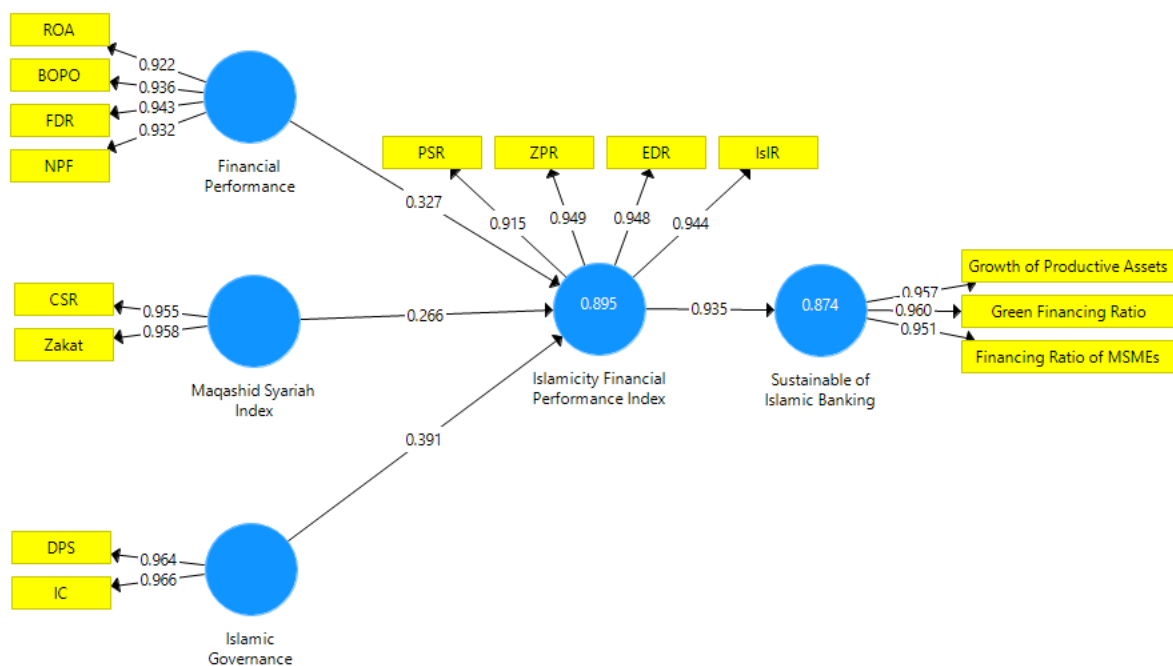 ROA
BOPO
FDR
NPF
0.922
0.936
0.943
0.932
Financial
Performance
0.327
PSR
ZPR
EDR
IsIR
0.915
0.949
0.948
0.944
CSR
Zakat
0.955
0.958
Maqashid Syariah
Index
0.266
0.895
Islamicity Financial
Performance Index
0.935
0.874
Sustainable of
Islamic Banking
0.957
0.960
0.951
Growth of Productive Assets
Green Financing Ratio
Financing Ratio of MSMEs
0.391
DPS
IC
0.964
0.966
Islamic
Governance